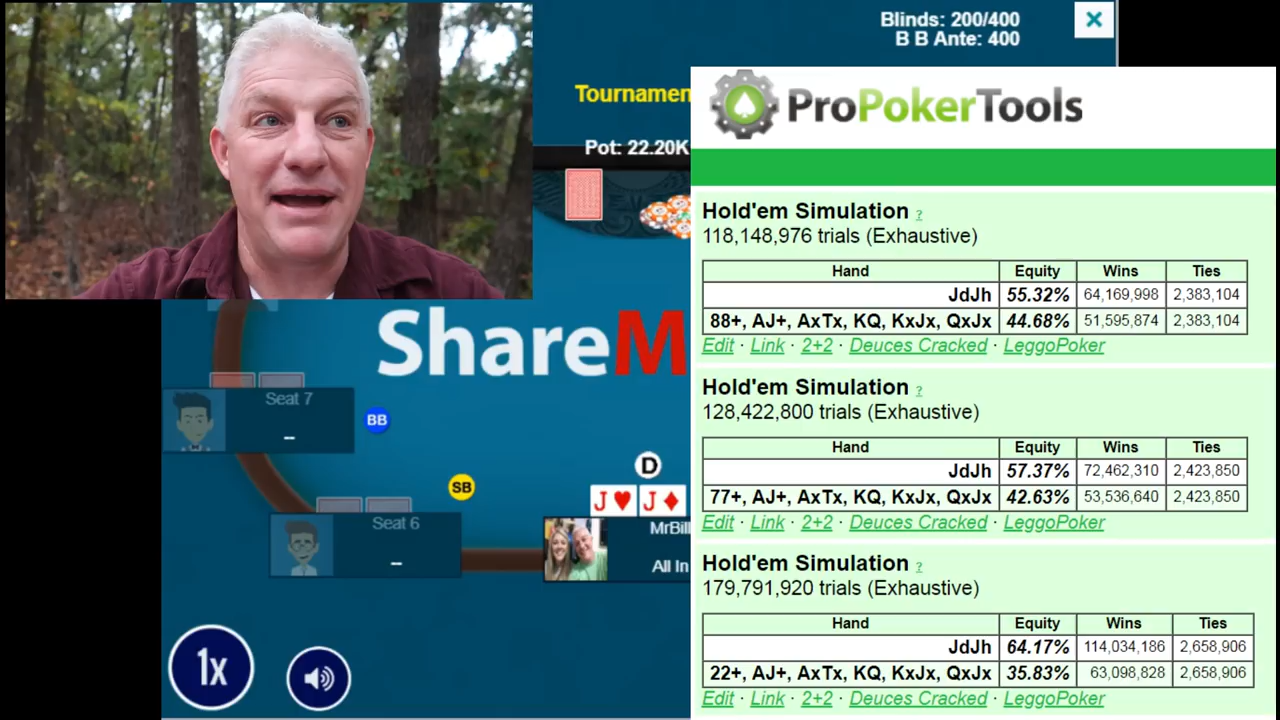 Blinds: 200/400
B B Ante: 400
×
Tournamen
Pot: 22.20K
ShareM
Seat 7
--
BB
SB
Seat 6
--
D
J♥ J♦
MrBill
All In
1x
ProPokerTools
Hold'em Simulation ?
118,148,976 trials (Exhaustive)
Hand Equity Wins Ties
JdJh 55.32% 64,169,998 2,383,104
88+, AJ+, AxTx, KQ, KxJx, QxJx 44.68% 51,595,874 2,383,104
Edit · Link · 2+2 · Deuces Cracked · LeggoPoker
Hold'em Simulation ?
128,422,800 trials (Exhaustive)
Hand Equity Wins Ties
JdJh 57.37% 72,462,310 2,423,850
77+, AJ+, AxTx, KQ, KxJx, QxJx 42.63% 53,536,640 2,423,850
Edit · Link · 2+2 · Deuces Cracked · LeggoPoker
Hold'em Simulation ?
179,791,920 trials (Exhaustive)
Hand Equity Wins Ties
JdJh 64.17% 114,034,186 2,658,906
22+, AJ+, AxTx, KQ, KxJx, QxJx 35.83% 63,098,828 2,658,906
Edit · Link · 2+2 · Deuces Cracked · LeggoPoker